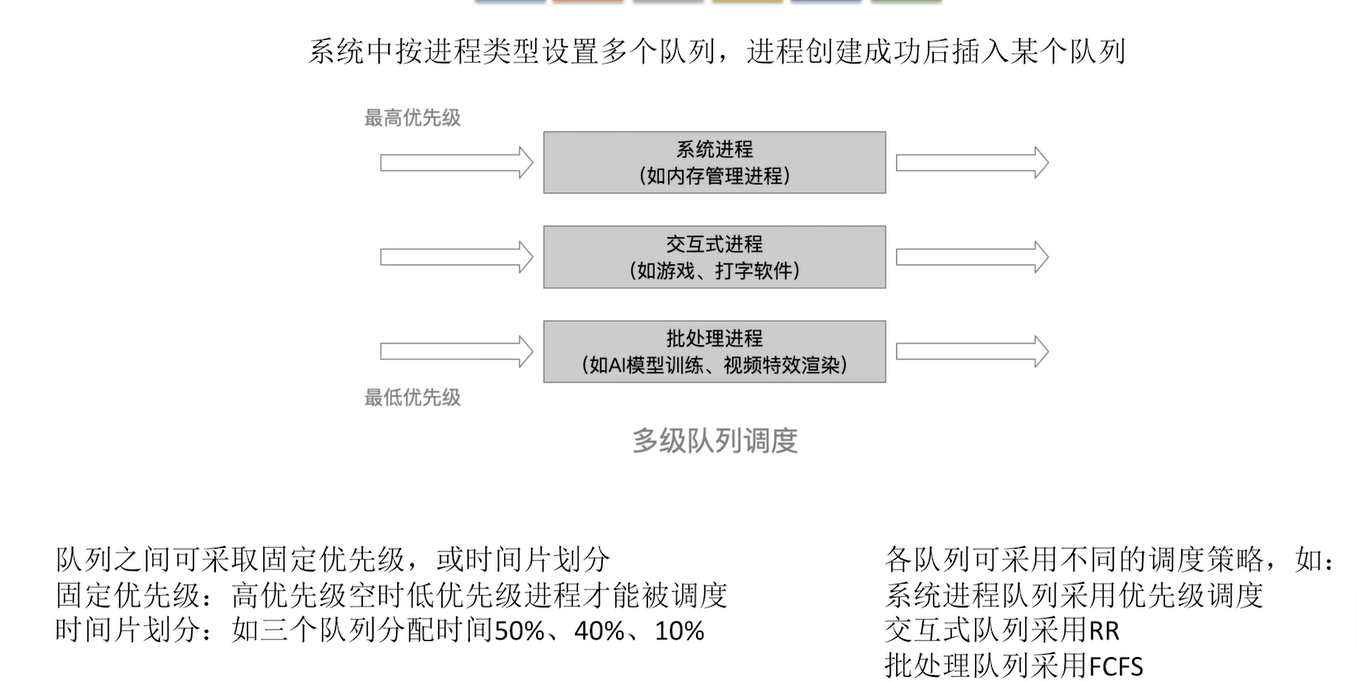 系统中按进程类型设置多个队列，进程创建成功后插入某个队列
最高优先级
系统进程
（如内存管理进程）
交互式进程
（如游戏、打字软件）
批处理进程
（如AI模型训练、视频特效渲染）
最低优先级
多级队列调度
队列之间可采取固定优先级，或时间片划分
固定优先级：高优先级空时低优先级进程才能被调度
时间片划分：如三个队列分配时间50%、40%、10%
各队列可采用不同的调度策略，如：
系统进程队列采用优先级调度
交互式队列采用RR
批处理队列采用FCFS